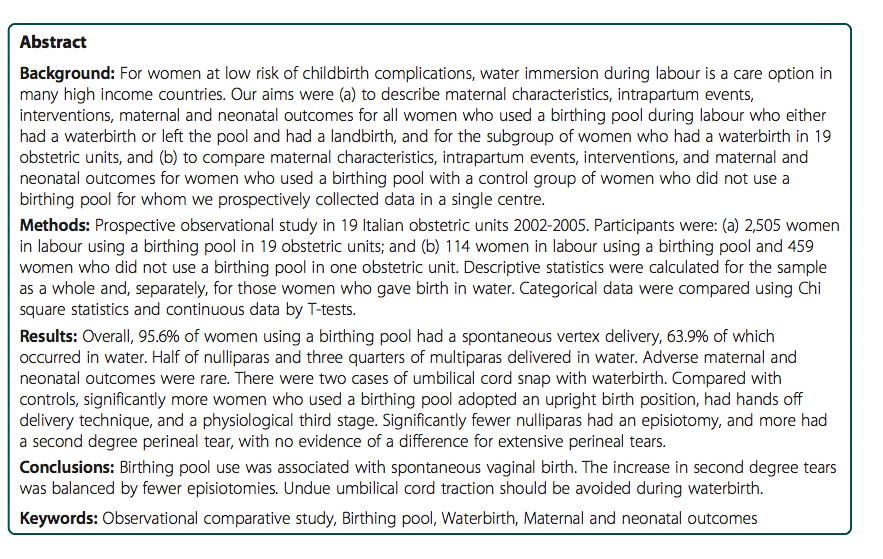 Abstract
Background: For women at low risk of childbirth complications, water immersion during labour is a care option in
many high income countries. Our aims were (a) to describe maternal characteristics, intrapartum events,
interventions, maternal and neonatal outcomes for all women who used a birthing pool during labour who either
had a waterbirth or left the pool and had a landbirth, and for the subgroup of women who had a waterbirth in 19
obstetric units, and (b) to compare maternal characteristics, intrapartum events, interventions, and maternal and
neonatal outcomes for women who used a birthing pool with a control group of women who did not use a
birthing pool for whom we prospectively collected data in a single centre.
Methods: Prospective observational study in 19 Italian obstetric units 2002-2005. Participants were: (a) 2,505 women
in labour using a birthing pool in 19 obstetric units; and (b) 114 women in labour using a birthing pool and 459
women who did not use a birthing pool in one obstetric unit. Descriptive statistics were calculated for the sample
as a whole and, separately, for those women who gave birth in water. Categorical data were compared using Chi
square statistics and continuous data by T-tests.
Results: Overall, 95.6% of women using a birthing pool had a spontaneous vertex delivery, 63.9% of which
occurred in water. Half of nulliparas and three quarters of multiparas delivered in water. Adverse maternal and
neonatal outcomes were rare. There were two cases of umbilical cord snap with waterbirth. Compared with
controls, significantly more women who used a birthing pool adopted an upright birth position, had hands off
delivery technique, and a physiological third stage. Significantly fewer nulliparas had an episiotomy, and more had
a second degree perineal tear, with no evidence of a difference for extensive perineal tears.
Conclusions: Birthing pool use was associated with spontaneous vaginal birth. The increase in second degree tears
was balanced by fewer episiotomies. Undue umbilical cord traction should be avoided during waterbirth.
Keywords: Observational comparative study, Birthing pool, Waterbirth, Maternal and neonatal outcomes